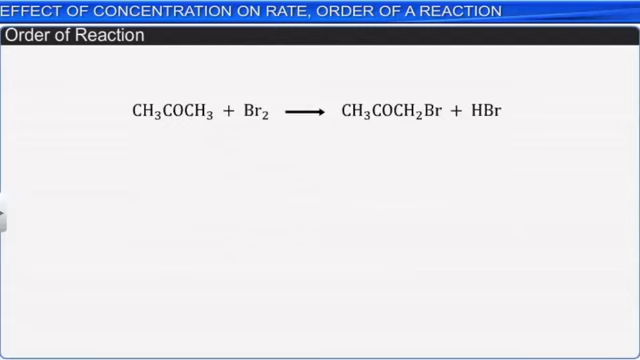 EFFECT OF CONCENTRATION ON RATE, ORDER OF A REACTION
Order of Reaction
CH₃COCH₃ + Br₂ ⟶ CH₃COCH₂Br + HBr